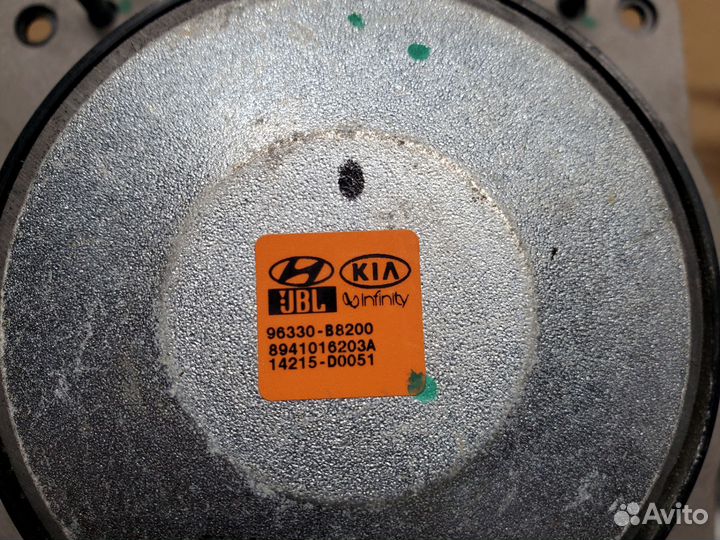 KIA
JBL
infinity
96330-B8200
8941016203A
14215-D0051
Avito